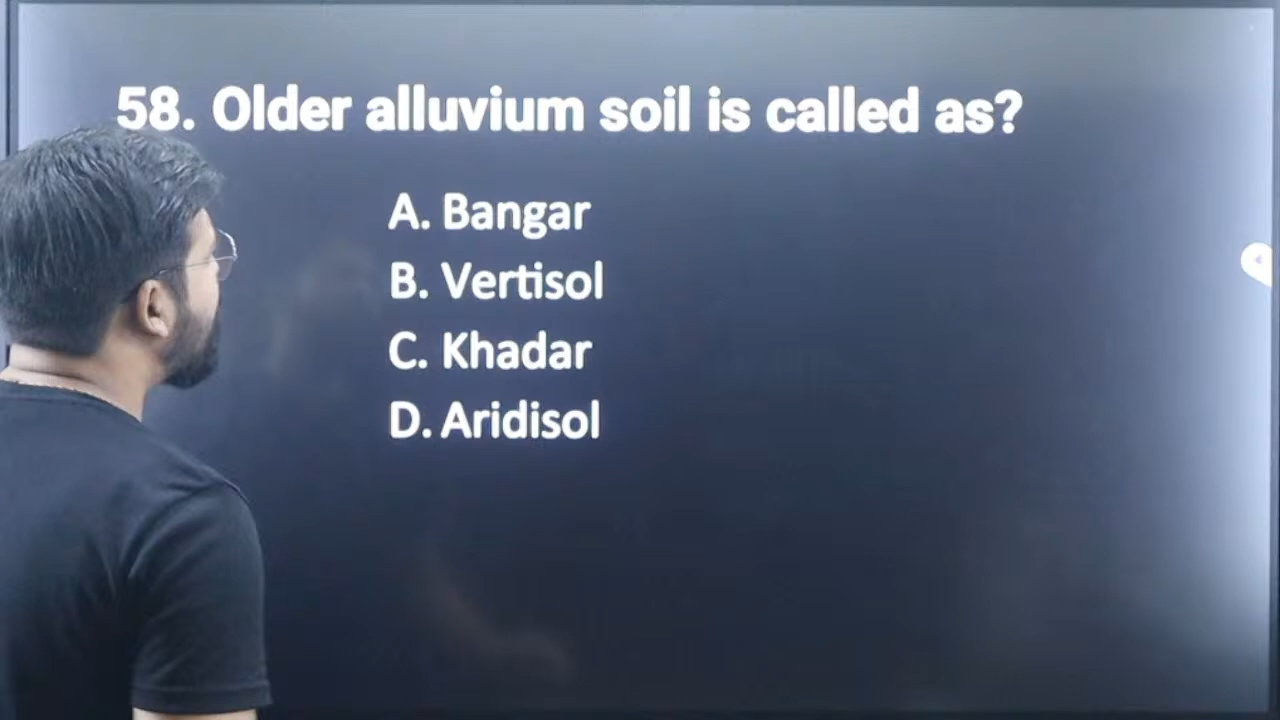 58. Older alluvium soil is called as?
A. Bangar
B. Vertisol
C. Khadar
D. Aridisol